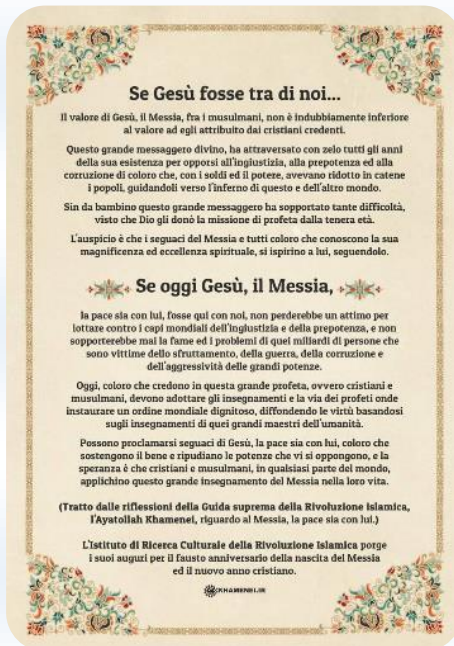 Se Gesù fosse tra di noi...
Il valore di Gesù, il Messia, fra i musulmani, non è indubbiamente inferiore
al valore ad egli attribuito dai cristiani credenti.
Questo grande messaggero divino, ha attraversato con zelo tutti gli anni
della sua esistenza per opporsi all'ingiustizia, alla prepotenza ed alla
corruzione di coloro che, con i soldi ed il potere, avevano ridotto in catene
i popoli, guidandoli verso l'inferno di questo e dell'altro mondo.
Sin da bambino questo grande messaggero ha sopportato tante difficoltà,
visto che Dio gli donò la missione di profeta dalla tenera età.
L'auspicio è che i seguaci del Messia e tutti coloro che conoscono la sua
magnificenza ed eccellenza spirituale, si ispirino a lui, seguendolo.
Se oggi Gesù, il Messia,
la pace sia con lui, fosse qui con noi, non perderebbe un attimo per
lottare contro i capi mondiali dell'ingiustizia e della prepotenza, e non
sopporterebbe mai la fame ed i problemi di quei miliardi di persone che
sono vittime dello sfruttamento, della guerra, della corruzione e
dell'aggressività delle grandi potenze.
Oggi, coloro che credono in questa grande profeta, ovvero cristiani e
musulmani, devono adottare gli insegnamenti e la via dei profeti onde
instaurare un ordine mondiale dignitoso, diffondendo le virtù basandosi
sugli insegnamenti di quei grandi maestri dell'umanità.
Possono proclamarsi seguaci di Gesù, la pace sia con lui, coloro che
sostengono il bene e ripudiano le potenze che vi si oppongono, e la
speranza è che cristiani e musulmani, in qualsiasi parte del mondo,
applichino questo grande insegnamento del Messia nella loro vita.
(Tratto dalle riflessioni della Guida suprema della Rivoluzione Islamica,
l'Ayatollah Khamenei, riguardo al Messia, la pace sia con lui.)
L'Istituto di Ricerca Culturale della Rivoluzione Islamica porge
i suoi auguri per il fausto anniversario della nascita del Messia
ed il nuovo anno cristiano.
KHAMENEI.IR